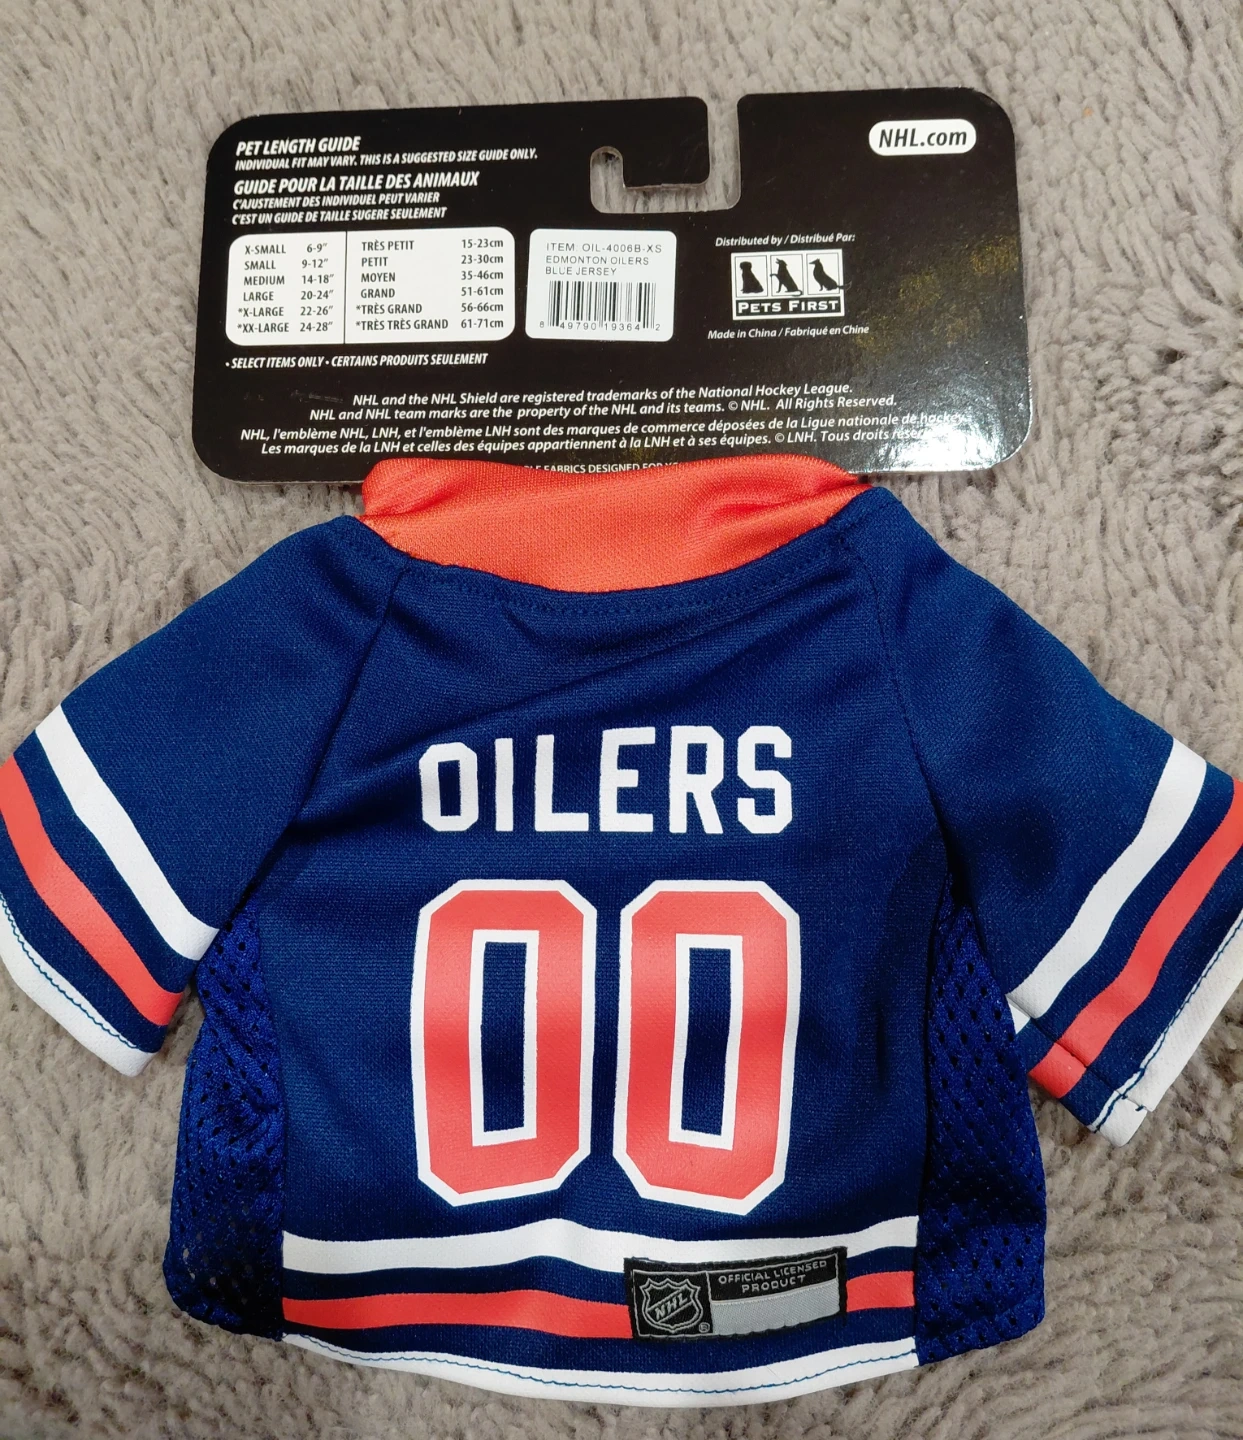 PET LENGTH GUIDE
INDIVIDUAL FIT MAY VARY. THIS IS A SUGGESTED SIZE GUIDE ONLY.
GUIDE POUR LA TAILLE DES ANIMAUX
C'AJUSTEMENT DES INDIVIDUEL PEUT VARIER
C'EST UN GUIDE DE TAILLE SUGERE SEULEMENT
NHL.com
X-SMALL 6-9" TRÈS PETIT 15-23cm
SMALL 9-12" PETIT 23-30cm
MEDIUM 14-18" MOYEN 35-46cm
LARGE 20-24" GRAND 51-61cm
*X-LARGE 22-26" *TRÈS GRAND 56-66cm
*XX-LARGE 24-28" *TRÈS TRÈS GRAND 61-71cm
• SELECT ITEMS ONLY • CERTAINS PRODUITS SEULEMENT
ITEM: OIL-4006B-XS
EDMONTON OILERS
BLUE JERSEY
8 49790 19364 2
Distributed by / Distribué Par:
PETS FIRST
Made in China / Fabriqué en Chine
NHL and the NHL Shield are registered trademarks of the National Hockey League.
NHL and NHL team marks are the property of the NHL and its teams. © NHL. All Rights Reserved.
NHL, l'emblème NHL, LNH, et l'emblème LNH sont des marques de commerce déposées de la Ligue nationale de hockey.
Les marques de la LNH et celles des équipes appartiennent à la LNH et à ses équipes. © LNH. Tous droits
FABRICS DESIGNED FOR
OILERS
00
NHL
OFFICIAL LICENSED
PRODUCT